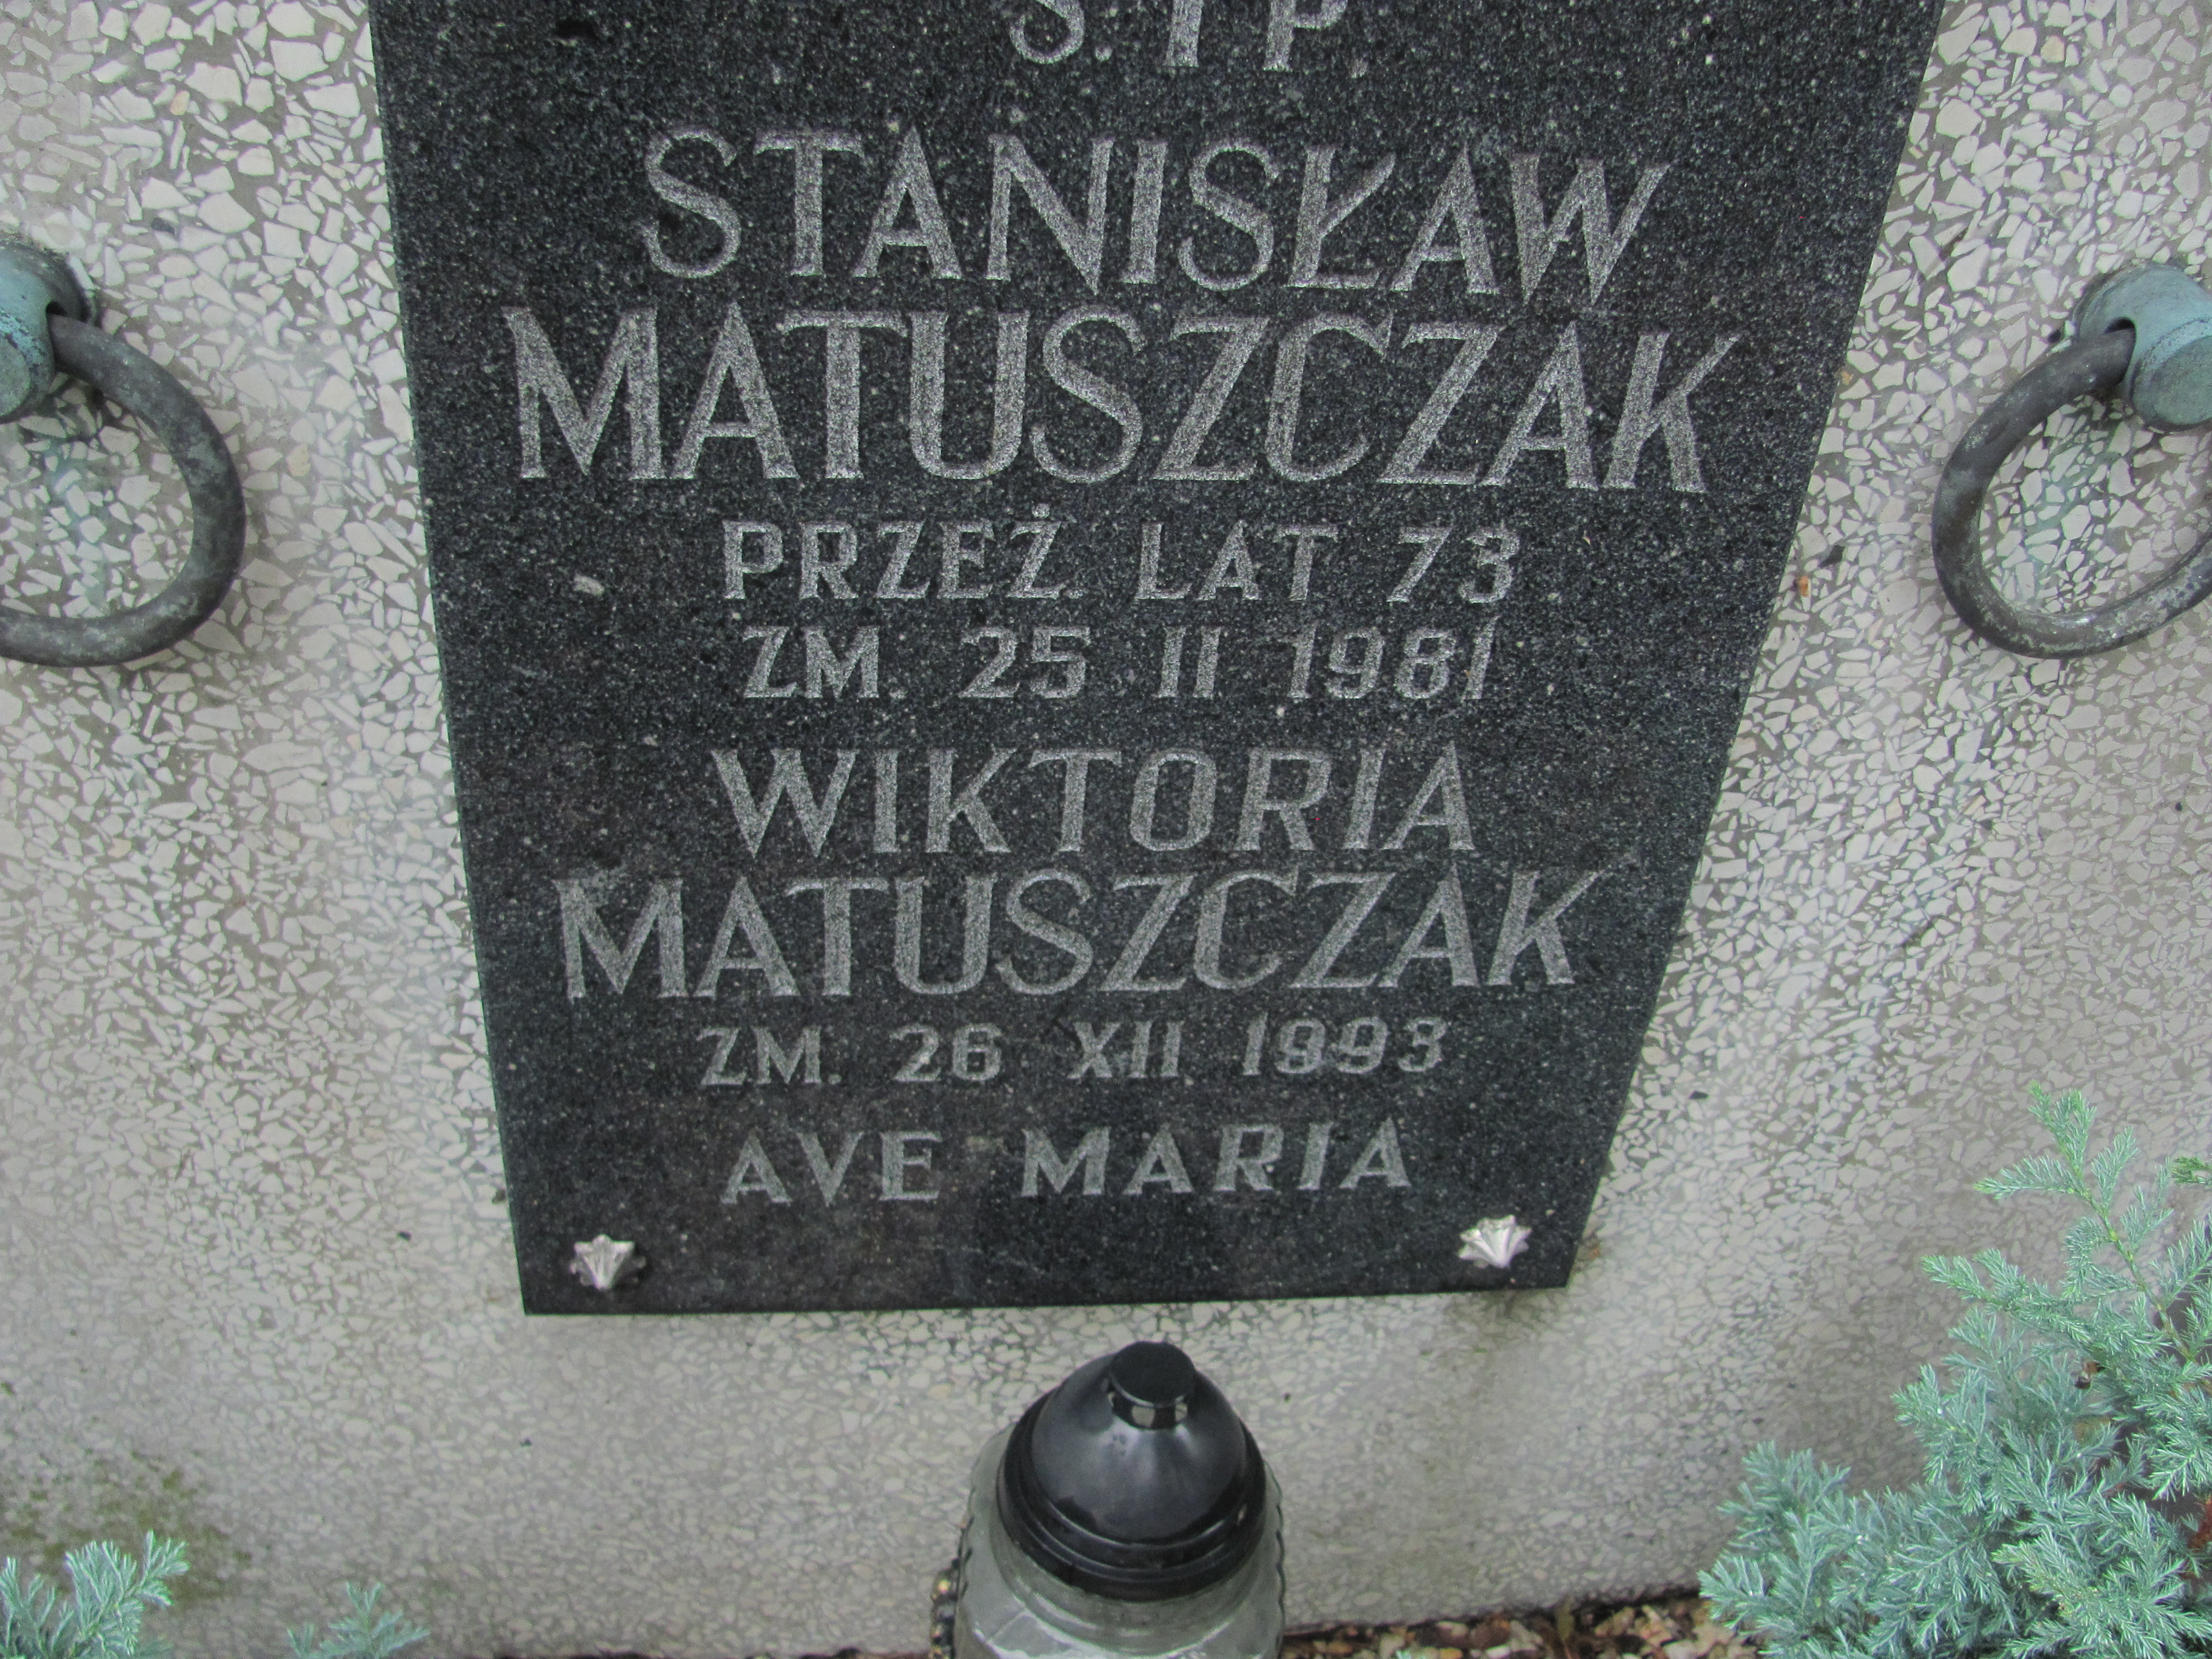 Ś. † P
STANISŁAW
MATUSZCZAK
PRZEŻ. LAT 73
ZM. 25 II 1981
WIKTORIA
MATUSZCZAK
ZM. 26 XII 1993
AVE MARIA